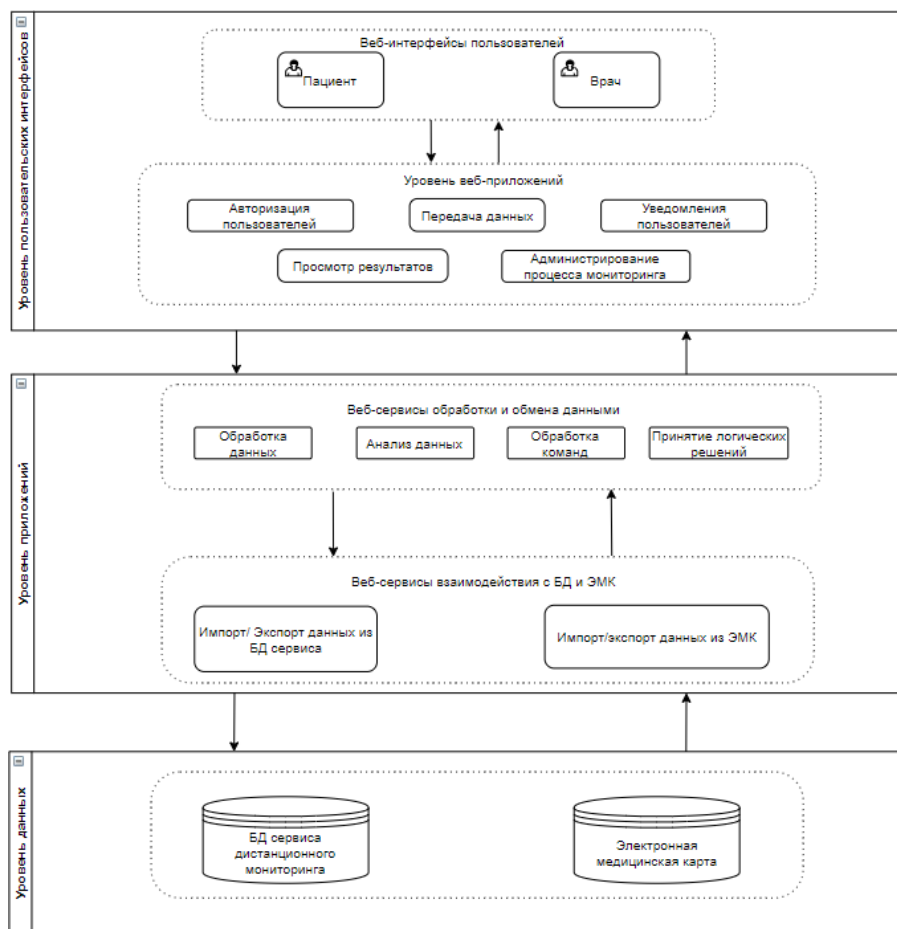 Уровень пользовательских интерфейсов
Веб-интерфейсы пользователей
Пациент
Врач
Уровень веб-приложений
Авторизация
пользователей
Передача данных
Уведомления
пользователей
Просмотр результатов
Администрирование
процесса мониторинга
Уровень приложений
Веб-сервисы обработки и обмена данными
Обработка
данных
Анализ данных
Обработка
команд
Принятие логических
решений
Веб-сервисы взаимодействия с БД и ЭМК
Импорт/ Экспорт данных из
БД сервиса
Импорт/экспорт данных из ЭМК
Уровень данных
БД сервиса
дистанционного
мониторинга
Электронная
медицинская карта